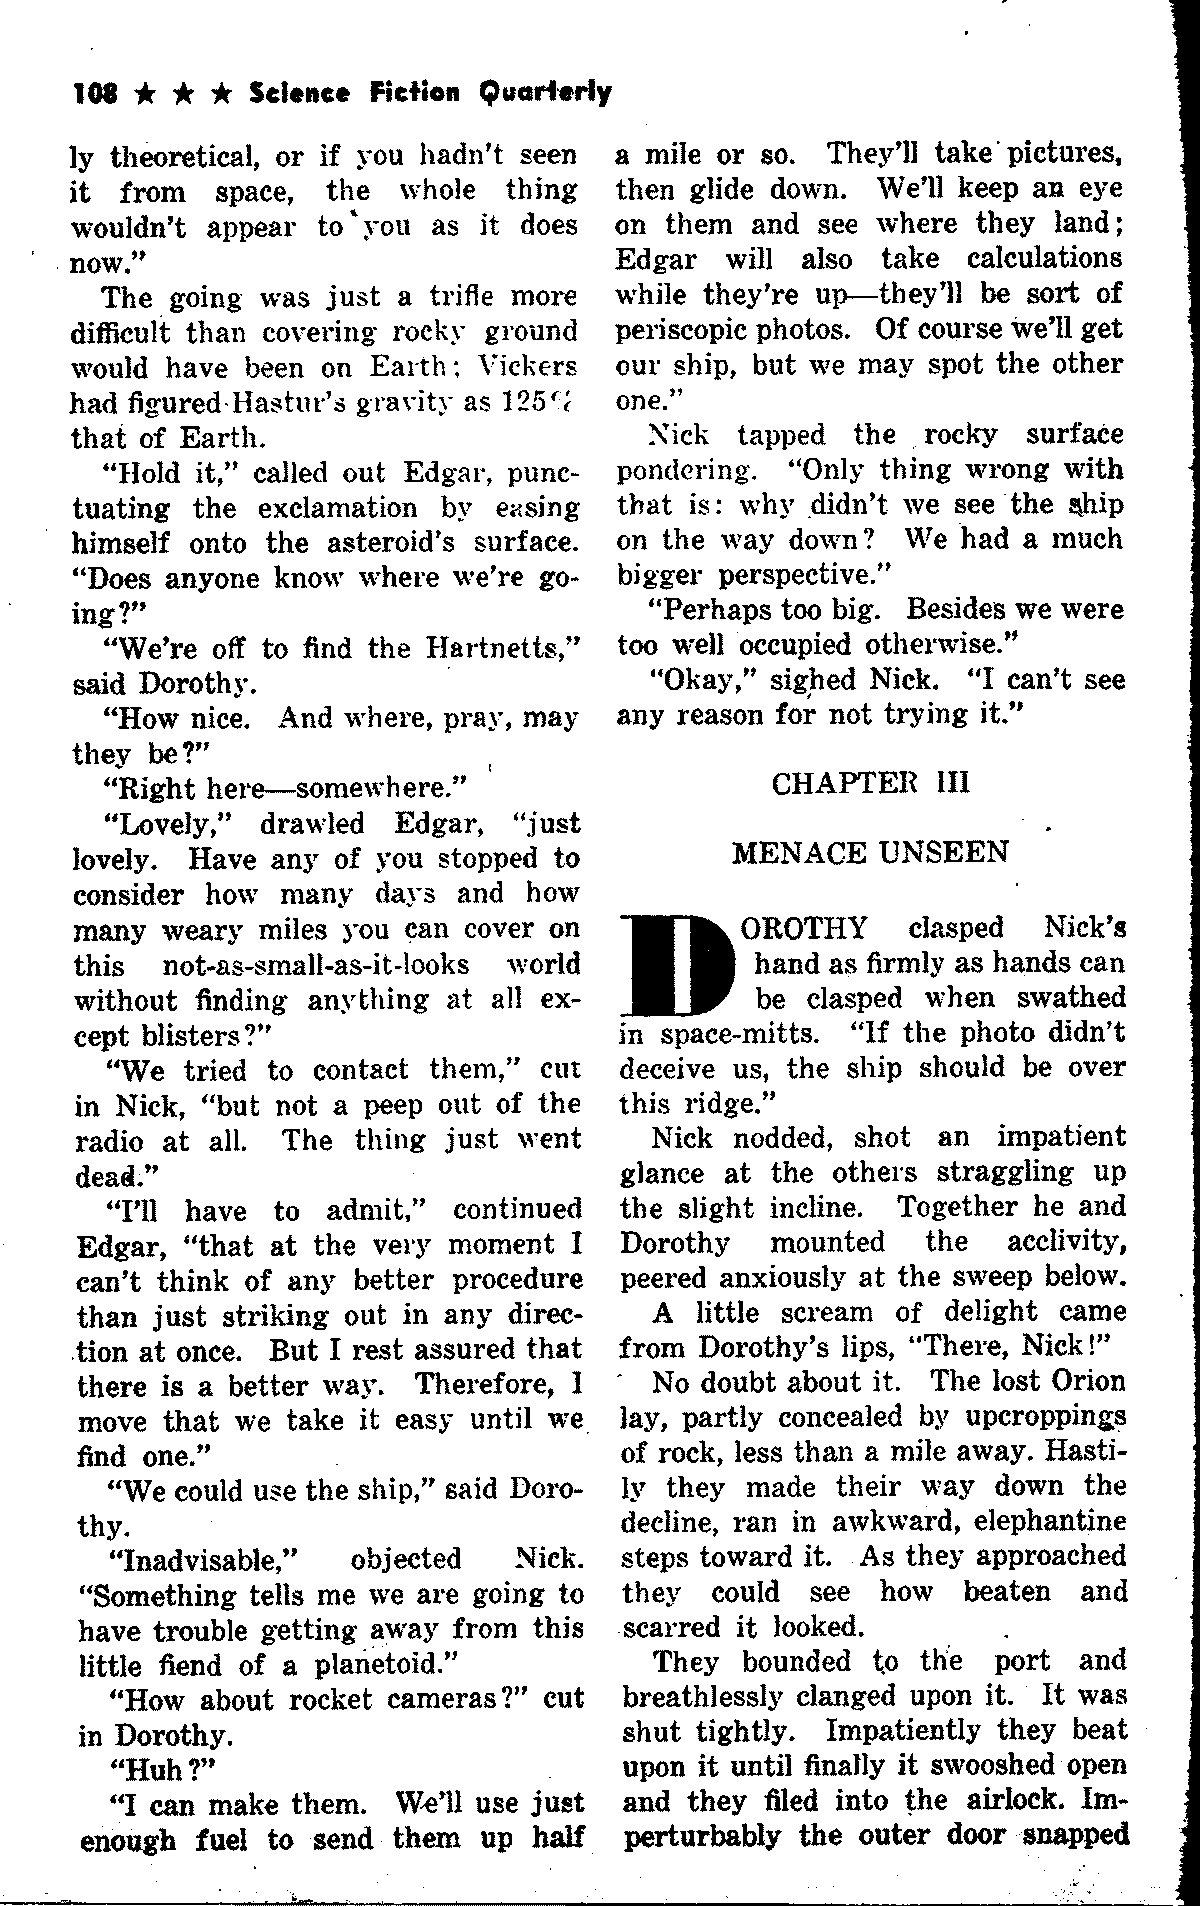 108 ★ ★ ★ Science Fiction Quarterly
ly theoretical, or if you hadn't seen
it from space, the whole thing
wouldn't appear to you as it does
now."
The going was just a trifle more
difficult than covering rocky ground
would have been on Earth; Vickers
had figured Hastur's gravity as 125%
that of Earth.
"Hold it," called out Edgar, punc-
tuating the exclamation by easing
himself onto the asteroid's surface.
"Does anyone know where we're go-
ing?"
"We're off to find the Hartnetts,"
said Dorothy.
"How nice. And where, pray, may
they be?"
"Right here—somewhere."
"Lovely," drawled Edgar, "just
lovely. Have any of you stopped to
consider how many days and how
many weary miles you can cover on
this not-as-small-as-it-looks world
without finding anything at all ex-
cept blisters?"
"We tried to contact them," cut
in Nick, "but not a peep out of the
radio at all. The thing just went
dead."
"I'll have to admit," continued
Edgar, "that at the very moment I
can't think of any better procedure
than just striking out in any direc-
tion at once. But I rest assured that
there is a better way. Therefore, I
move that we take it easy until we
find one."
"We could use the ship," said Doro-
thy.
"Inadvisable," objected Nick.
"Something tells me we are going to
have trouble getting away from this
little fiend of a planetoid."
"How about rocket cameras?" cut
in Dorothy.
"Huh?"
"I can make them. We'll use just
enough fuel to send them up half
a mile or so. They'll take pictures,
then glide down. We'll keep an eye
on them and see where they land;
Edgar will also take calculations
while they're up—they'll be sort of
periscopic photos. Of course we'll get
our ship, but we may spot the other
one."
Nick tapped the rocky surface
pondering. "Only thing wrong with
that is: why didn't we see the ship
on the way down? We had a much
bigger perspective."
"Perhaps too big. Besides we were
too well occupied otherwise."
"Okay," sighed Nick. "I can't see
any reason for not trying it."
CHAPTER III
MENACE UNSEEN
DOROTHY clasped Nick's
hand as firmly as hands can
be clasped when swathed
in space-mitts. "If the photo didn't
deceive us, the ship should be over
this ridge."
Nick nodded, shot an impatient
glance at the others straggling up
the slight incline. Together he and
Dorothy mounted the acclivity,
peered anxiously at the sweep below.
A little scream of delight came
from Dorothy's lips, "There, Nick!"
No doubt about it. The lost Orion
lay, partly concealed by upcroppings
of rock, less than a mile away. Hasti-
ly they made their way down the
decline, ran in awkward, elephantine
steps toward it. As they approached
they could see how beaten and
scarred it looked.
They bounded to the port and
breathlessly clanged upon it. It was
shut tightly. Impatiently they beat
upon it until finally it swooshed open
and they filed into the airlock. Im-
perturbably the outer door snapped